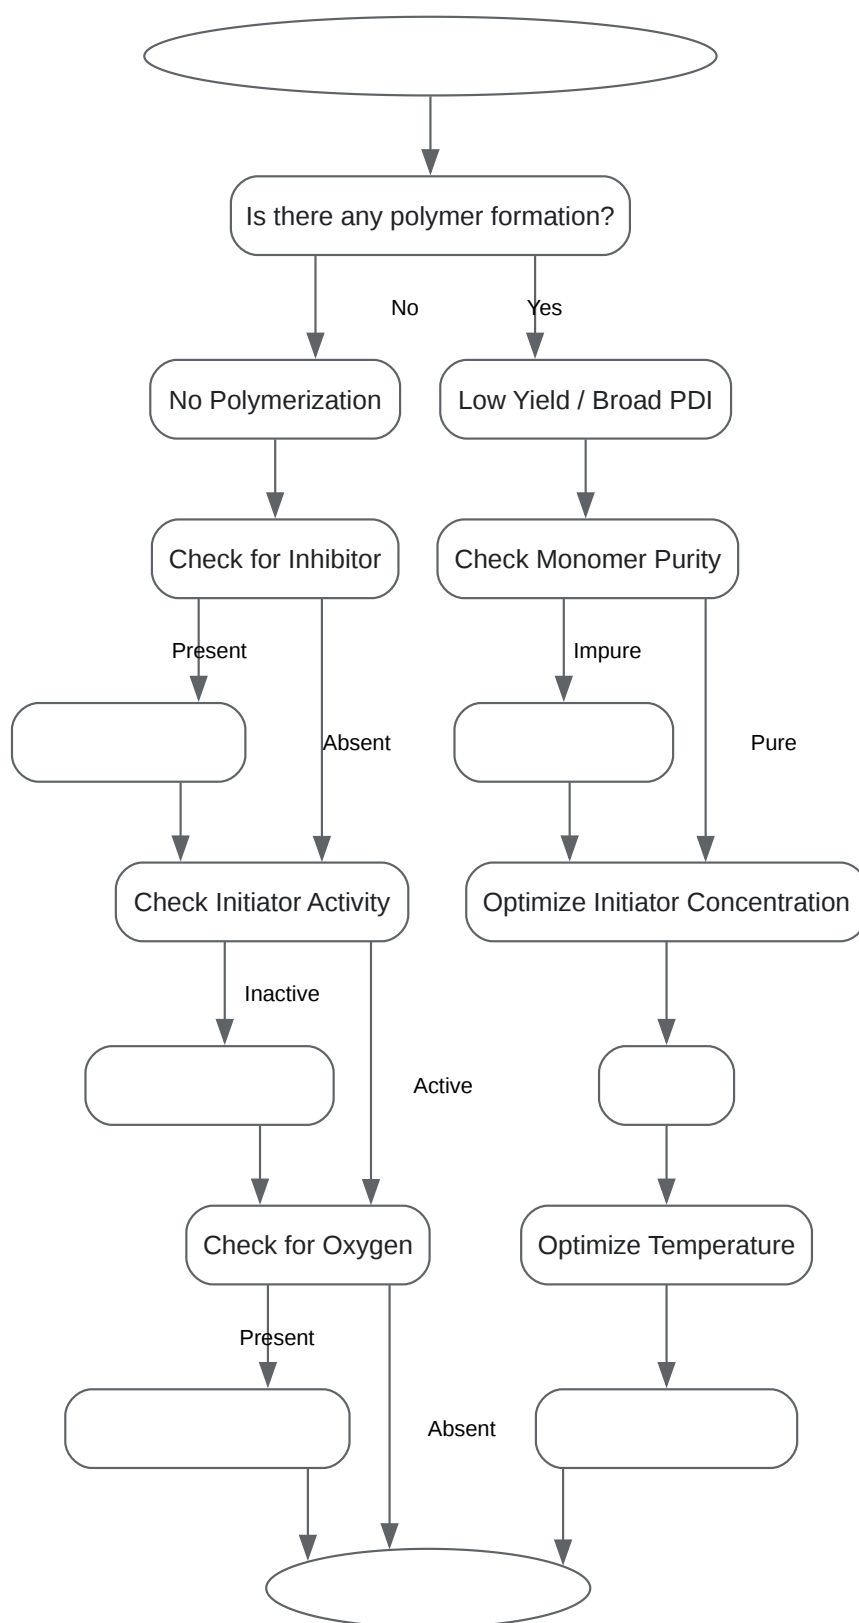 Is there any polymer formation?
No
Yes
No Polymerization
Low Yield / Broad PDI
Check for Inhibitor
Check Monomer Purity
Present
Impure
Absent
Pure
Check Initiator Activity
Optimize Initiator Concentration
Inactive
Active
Check for Oxygen
Optimize Temperature
Present
Absent